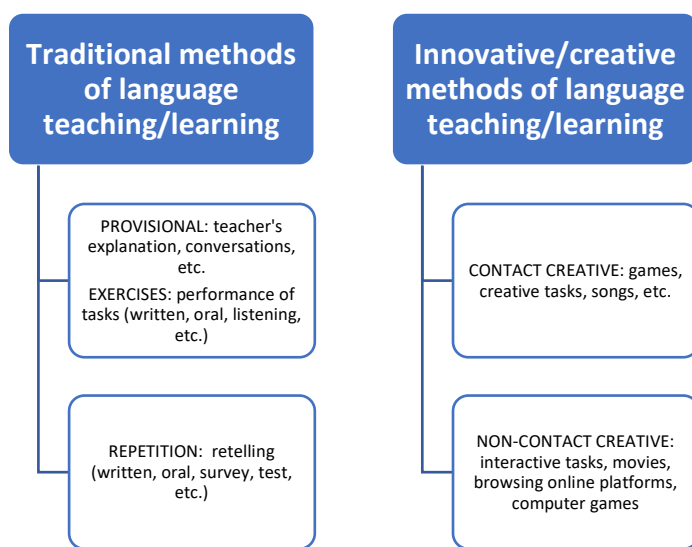 Traditional methods
of language
teaching/learning
PROVISIONAL: teacher's
explanation, conversations,
etc.
EXERCISES: performance of
tasks (written, oral, listening,
etc.)
REPETITION:  retelling
(written, oral, survey, test,
etc.)
Innovative/creative
methods of language
teaching/learning
CONTACT CREATIVE: games,
creative tasks, songs, etc.
NON-CONTACT CREATIVE:
interactive tasks, movies,
browsing online platforms,
computer games